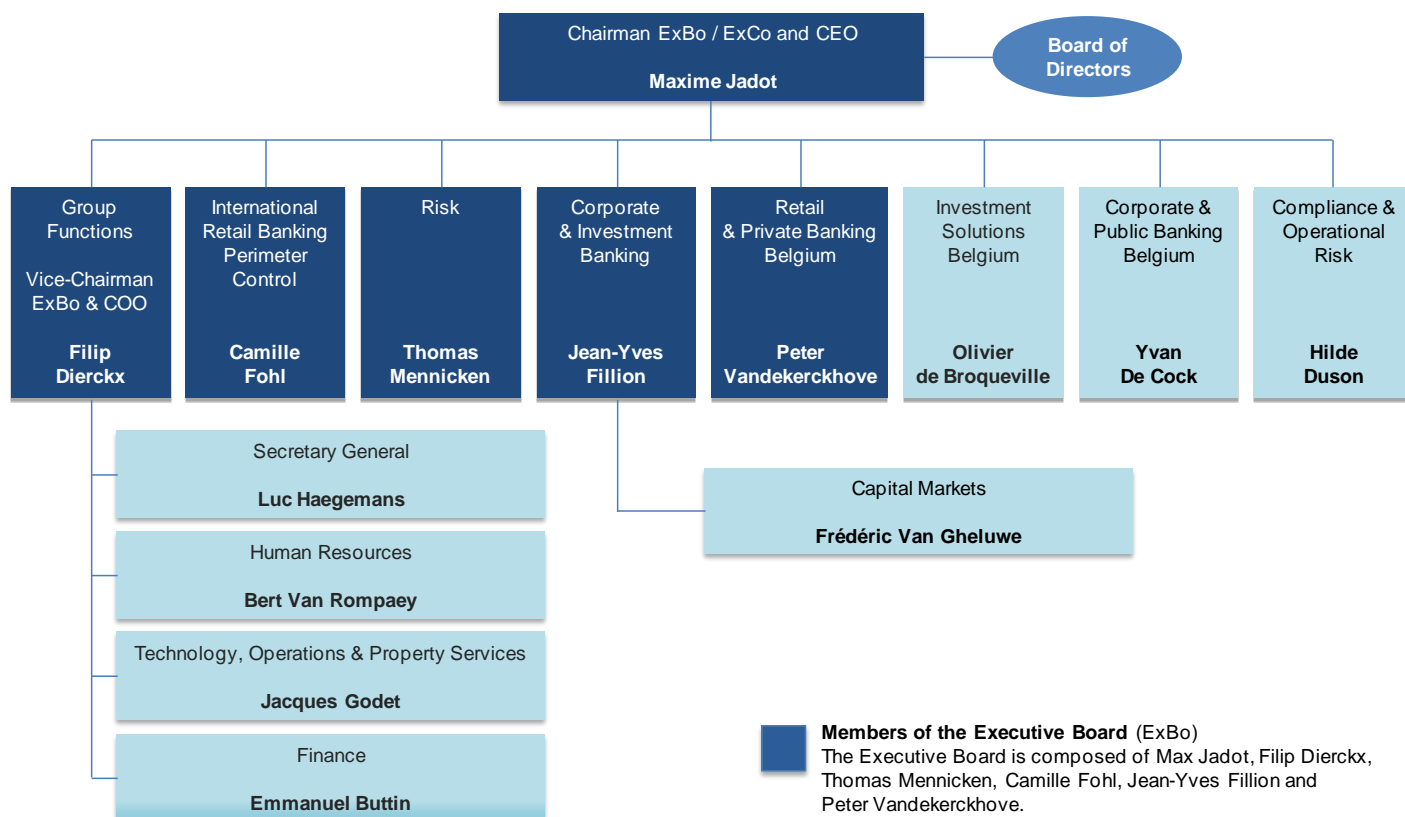 Chairman ExBo / ExCo and CEO
Maxime Jadot
Board of
Directors
Group
Functions
Vice-Chairman
ExBo & COO
Filip
Dierckx
International
Retail Banking
Perimeter
Control
Camille
Fohl
Risk
Thomas
Mennicken
Corporate
& Investment
Banking
Jean-Yves
Fillion
Retail
& Private Banking
Belgium
Peter
Vandekerckhove
Investment
Solutions
Belgium
Olivier
de Broqueville
Corporate &
Public Banking
Belgium
Yvan
De Cock
Compliance &
Operational
Risk
Hilde
Duson
Secretary General
Luc Haegemans
Human Resources
Bert Van Rompaey
Technology, Operations & Property Services
Jacques Godet
Finance
Emmanuel Buttin
Capital Markets
Frédéric Van Gheluwe
Members of the Executive Board (ExBo)
The Executive Board is composed of Max Jadot, Filip Dierckx,
Thomas Mennicken, Camille Fohl, Jean-Yves Fillion and
Peter Vandekerckhove.